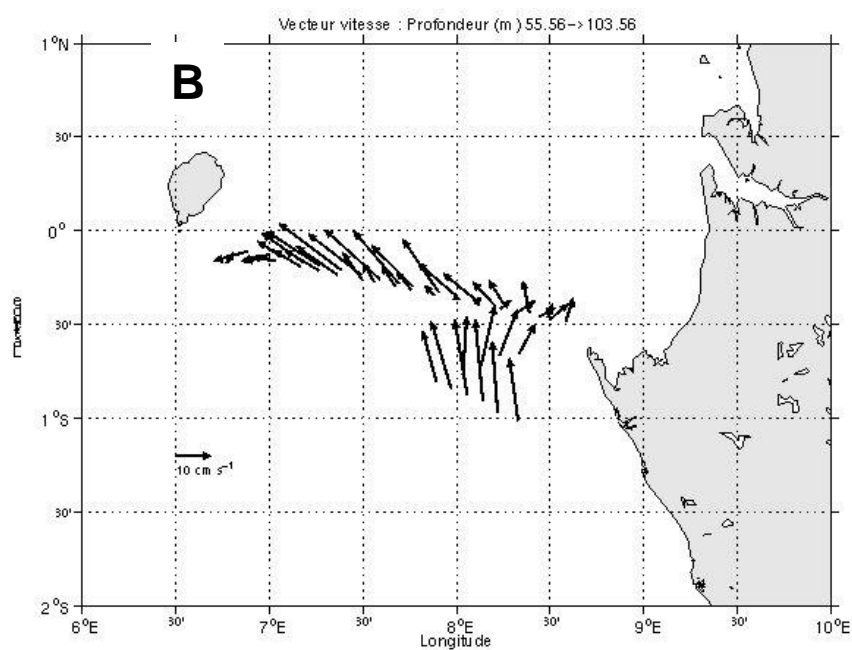 Vecteur vitesse : Profondeur (m) 55.56->103.56
B
1°N
30'
0°
30'
1°S
30'
2°S
10 cm s⁻¹
6°E 30' 7°E 30' 8°E 30' 9°E 30' 10°E
Longitude